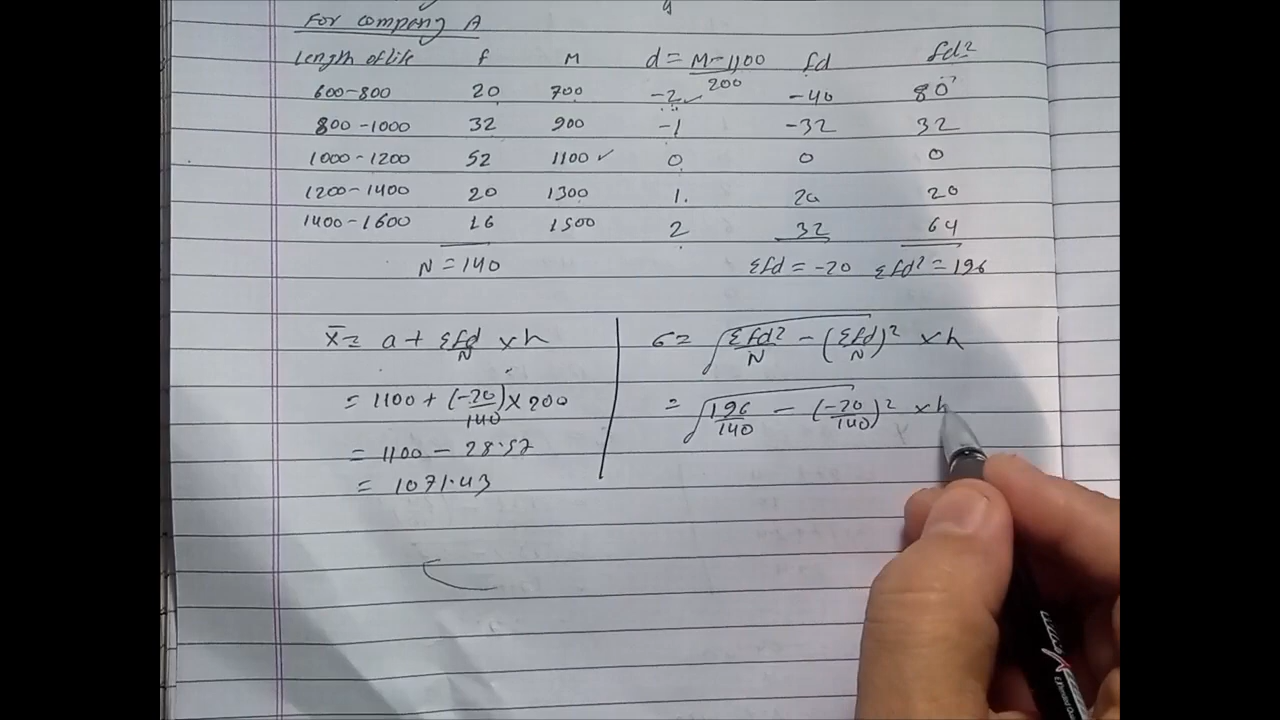 For company A
Length of life f M d = M-1100/200 fd fd²
600-800 20 700 -2 ✓ -40 80
800-1000 32 900 -1 -32 32
1000-1200 52 1100 ✓ 0 0 0
1200-1400 20 1300 1. 20 20
1400-1600 16 1500 2 32 64
N = 140 Σfd = -20 Σfd² = 196
x̄ = a + Σfd/N × h
= 1100 + (-20/140) × 200
= 1100 - 28.57
= 1071.43
σ = √(Σfd²/N - (Σfd/N)²) × h
= √(196/140 - (-20/140)²) × h